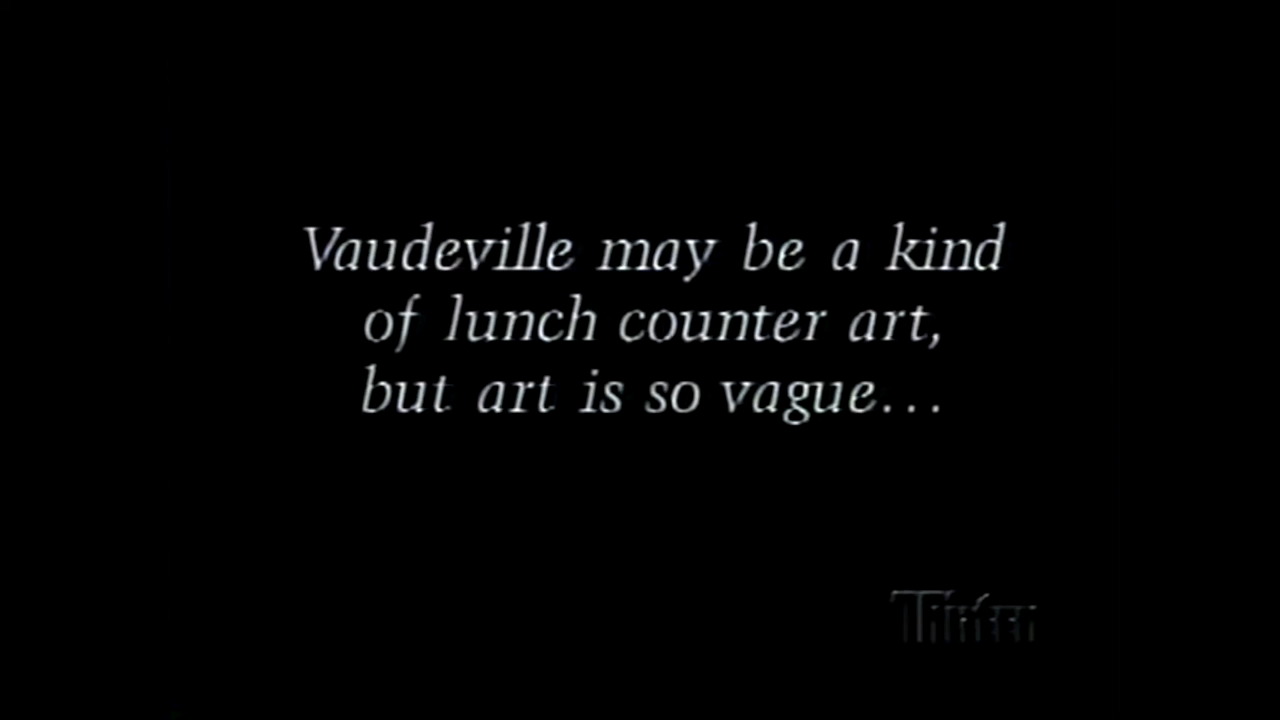 Vaudeville may be a kind
of lunch counter art,
but art is so vague...
Thirteen